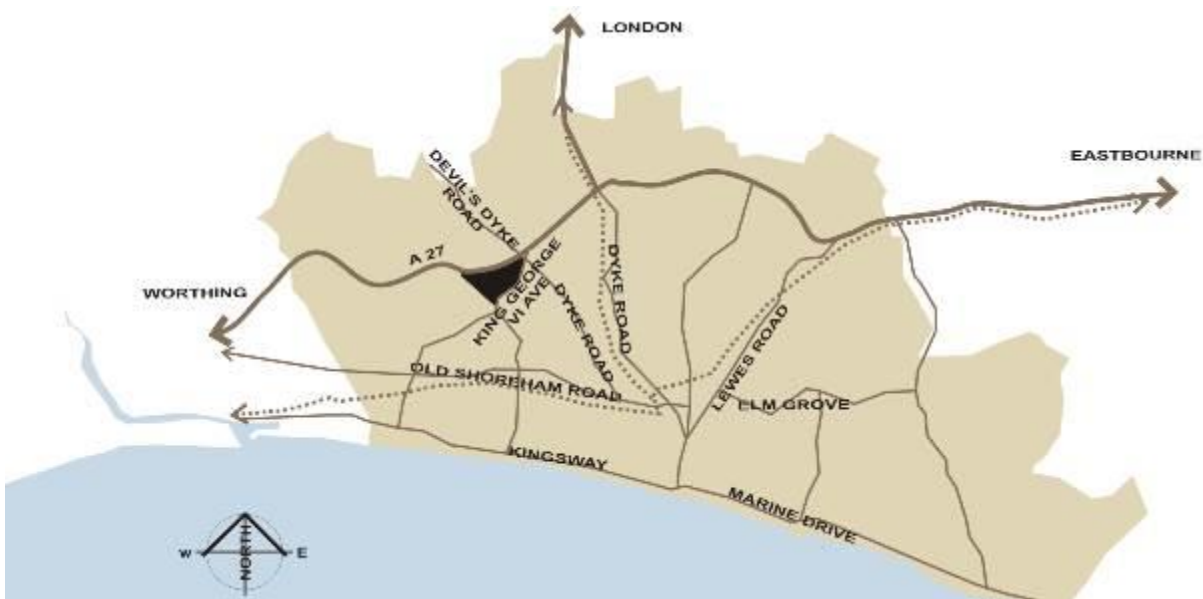 LONDON
EASTBOURNE
DEVIL'S DYKE
ROAD
A 27
WORTHING
KING GEORGE
VI AVE
DYKE ROAD
DYKE ROAD
OLD SHOREHAM ROAD
LEWES ROAD
ELM GROVE
KINGSWAY
MARINE DRIVE
W
NORTH
E